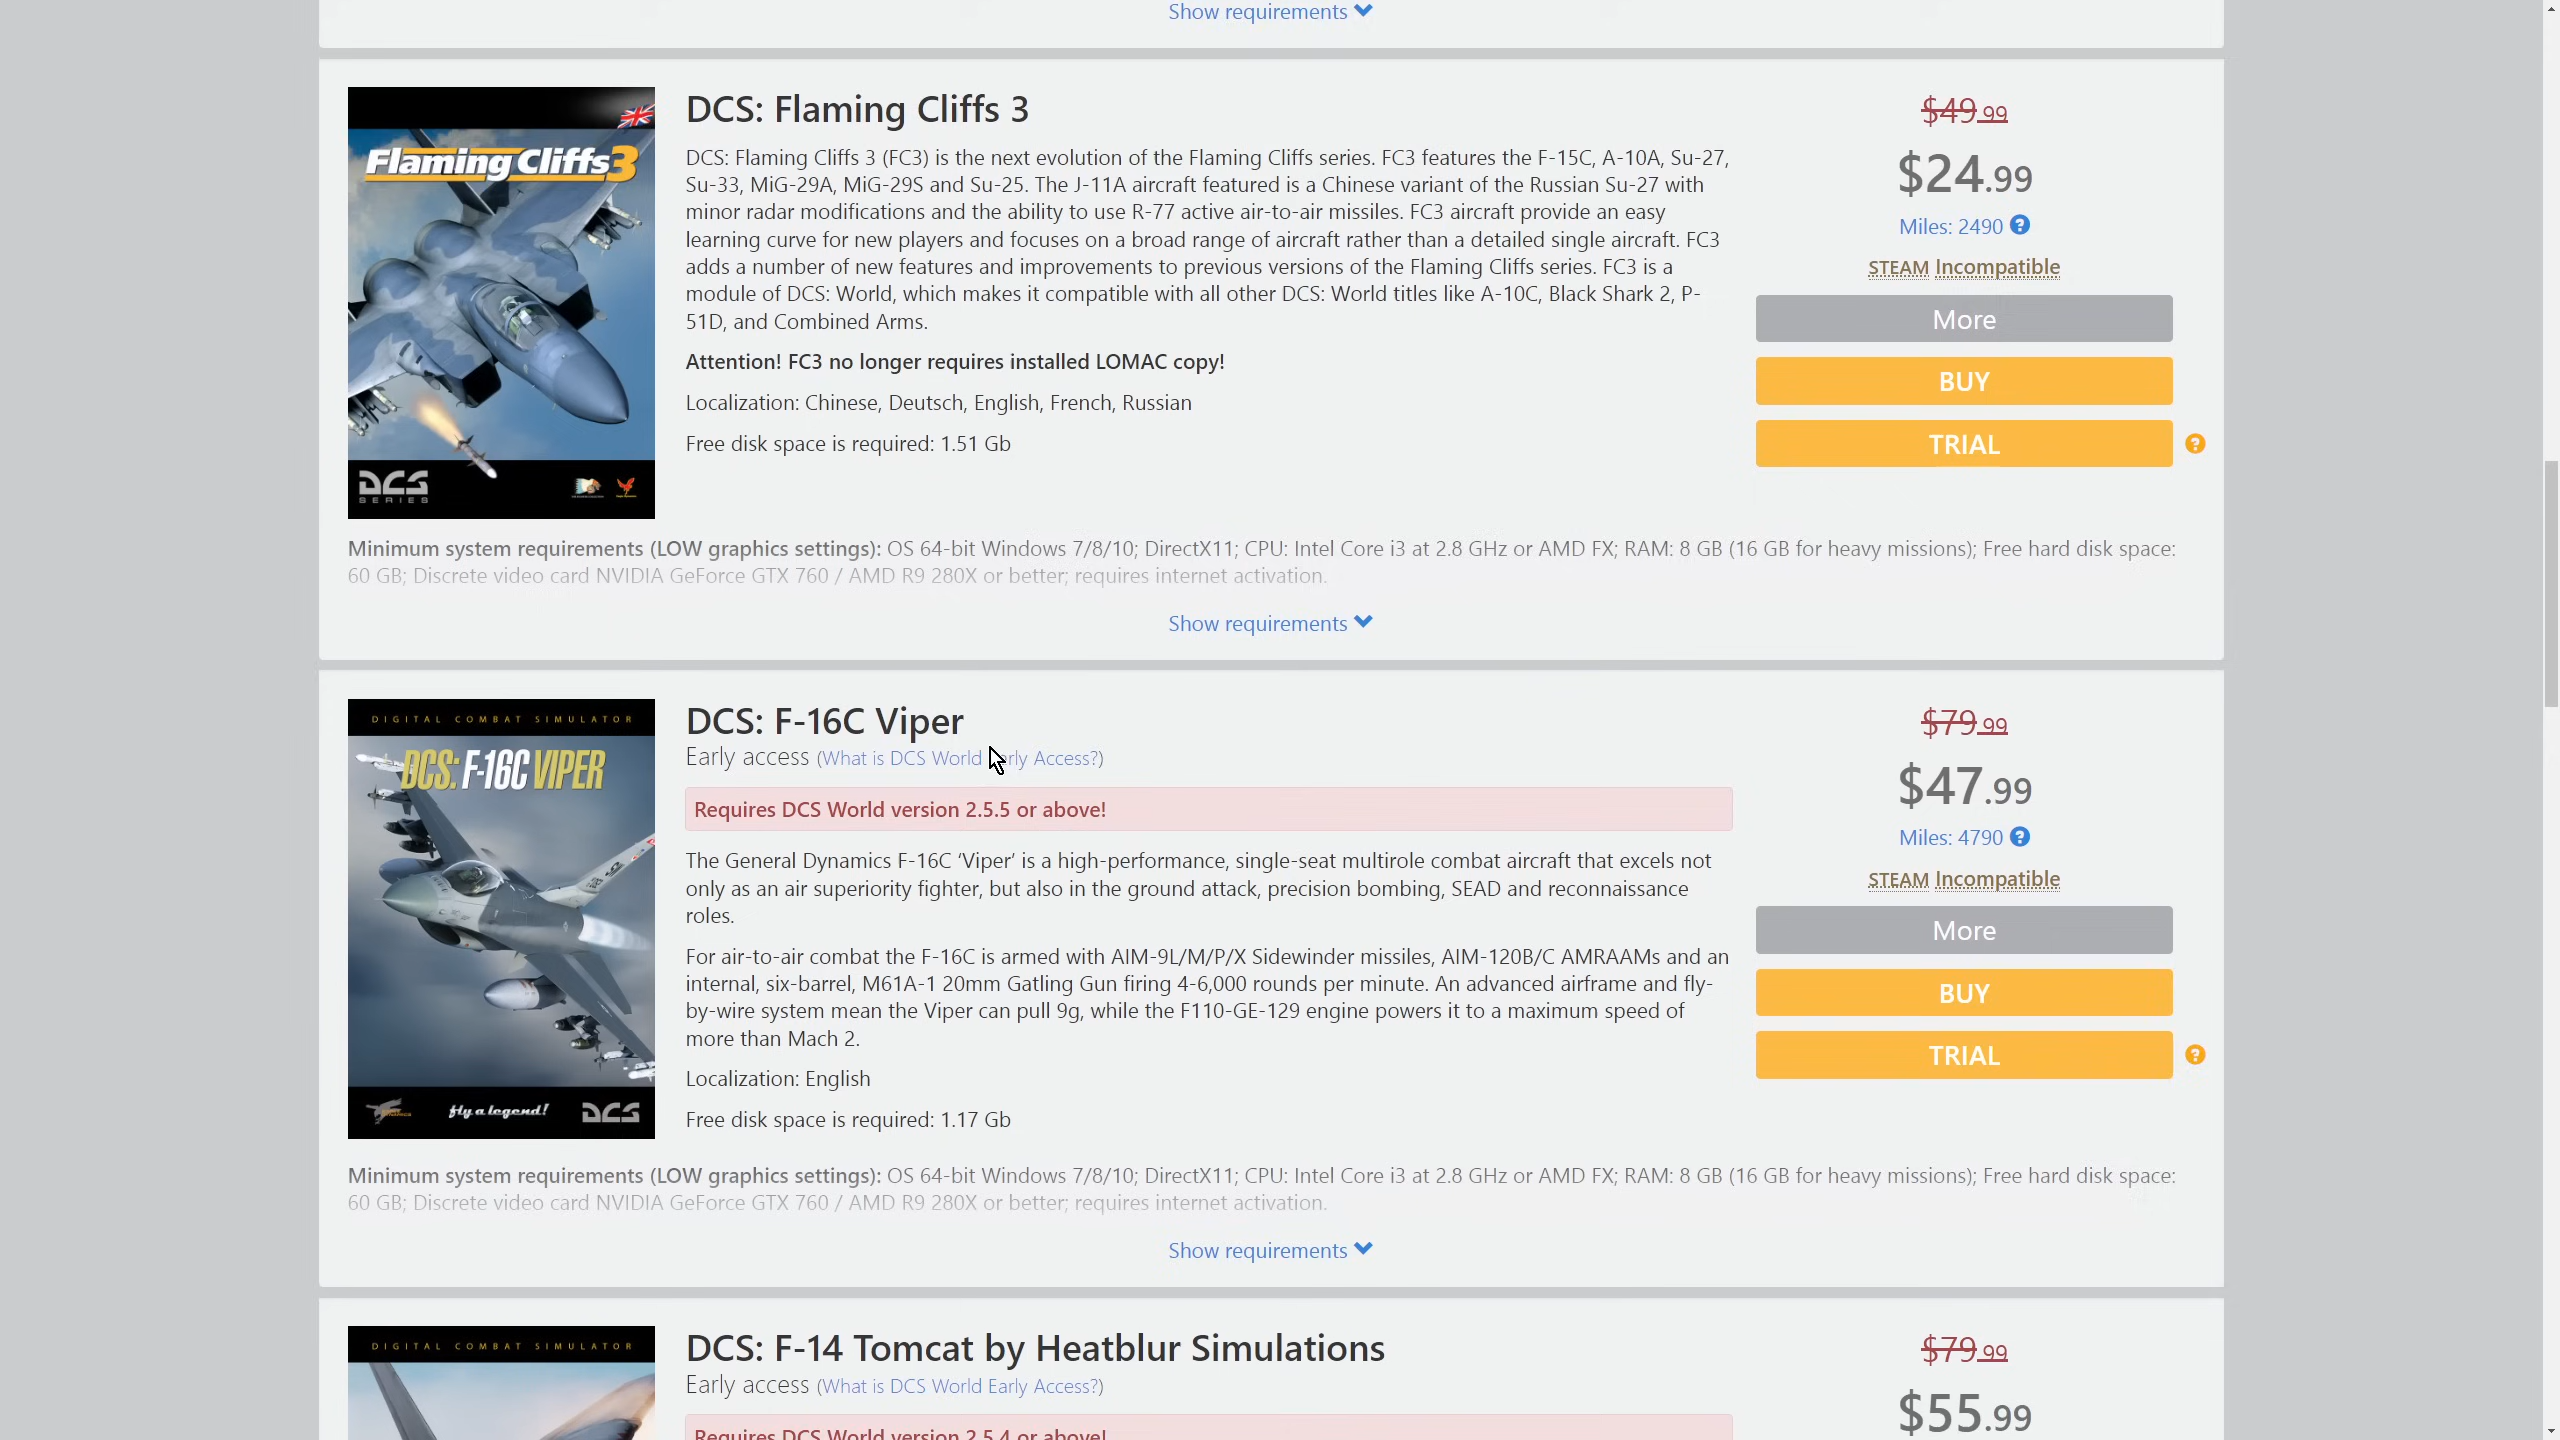 Show requirements
Flaming Cliffs 3
DCS
SERIES
DCS: Flaming Cliffs 3
DCS: Flaming Cliffs 3 (FC3) is the next evolution of the Flaming Cliffs series. FC3 features the F-15C, A-10A, Su-27,
Su-33, MiG-29A, MiG-29S and Su-25. The J-11A aircraft featured is a Chinese variant of the Russian Su-27 with
minor radar modifications and the ability to use R-77 active air-to-air missiles. FC3 aircraft provide an easy
learning curve for new players and focuses on a broad range of aircraft rather than a detailed single aircraft. FC3
adds a number of new features and improvements to previous versions of the Flaming Cliffs series. FC3 is a
module of DCS: World, which makes it compatible with all other DCS: World titles like A-10C, Black Shark 2, P-
51D, and Combined Arms.
Attention! FC3 no longer requires installed LOMAC copy!
Localization: Chinese, Deutsch, English, French, Russian
Free disk space is required: 1.51 Gb
$49.99
$24.99
Miles: 2490 ?
STEAM Incompatible
More
BUY
TRIAL ?
Minimum system requirements (LOW graphics settings): OS 64-bit Windows 7/8/10; DirectX11; CPU: Intel Core i3 at 2.8 GHz or AMD FX; RAM: 8 GB (16 GB for heavy missions); Free hard disk space:
60 GB; Discrete video card NVIDIA GeForce GTX 760 / AMD R9 280X or better; requires internet activation.
Show requirements
DIGITAL COMBAT SIMULATOR
DCS: F-16C VIPER
fly a legend!
DCS
DCS: F-16C Viper
Early access (What is DCS World Early Access?)
Requires DCS World version 2.5.5 or above!
The General Dynamics F-16C ‘Viper’ is a high-performance, single-seat multirole combat aircraft that excels not
only as an air superiority fighter, but also in the ground attack, precision bombing, SEAD and reconnaissance
roles.
For air-to-air combat the F-16C is armed with AIM-9L/M/P/X Sidewinder missiles, AIM-120B/C AMRAAMs and an
internal, six-barrel, M61A-1 20mm Gatling Gun firing 4-6,000 rounds per minute. An advanced airframe and fly-
by-wire system mean the Viper can pull 9g, while the F110-GE-129 engine powers it to a maximum speed of
more than Mach 2.
Localization: English
Free disk space is required: 1.17 Gb
$79.99
$47.99
Miles: 4790 ?
STEAM Incompatible
More
BUY
TRIAL ?
Minimum system requirements (LOW graphics settings): OS 64-bit Windows 7/8/10; DirectX11; CPU: Intel Core i3 at 2.8 GHz or AMD FX; RAM: 8 GB (16 GB for heavy missions); Free hard disk space:
60 GB; Discrete video card NVIDIA GeForce GTX 760 / AMD R9 280X or better; requires internet activation.
Show requirements
DIGITAL COMBAT SIMULATOR
DCS: F-14 Tomcat by Heatblur Simulations
Early access (What is DCS World Early Access?)
Requires DCS World version 2.5.4 or above!
$79.99
$55.99